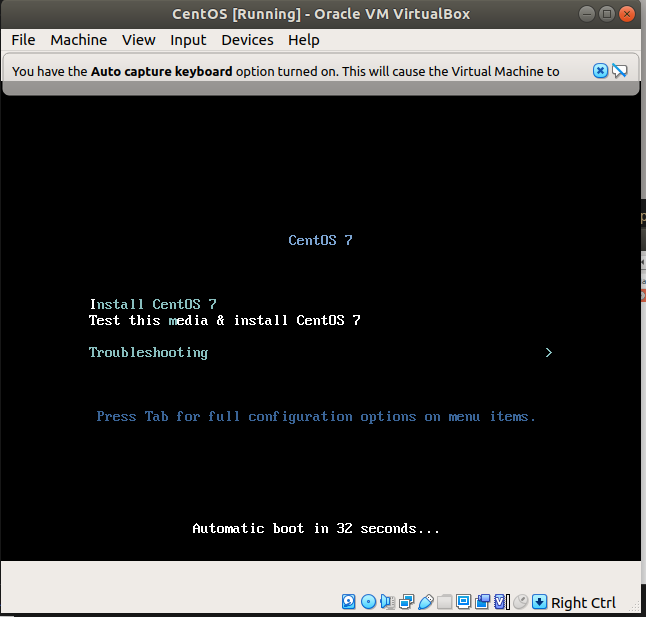 CentOS [Running] - Oracle VM VirtualBox
File Machine View Input Devices Help
You have the Auto capture keyboard option turned on. This will cause the Virtual Machine to
CentOS 7
Install CentOS 7
Test this media & install CentOS 7
Troubleshooting >
Press Tab for full configuration options on menu items.
Automatic boot in 32 seconds...
Right Ctrl